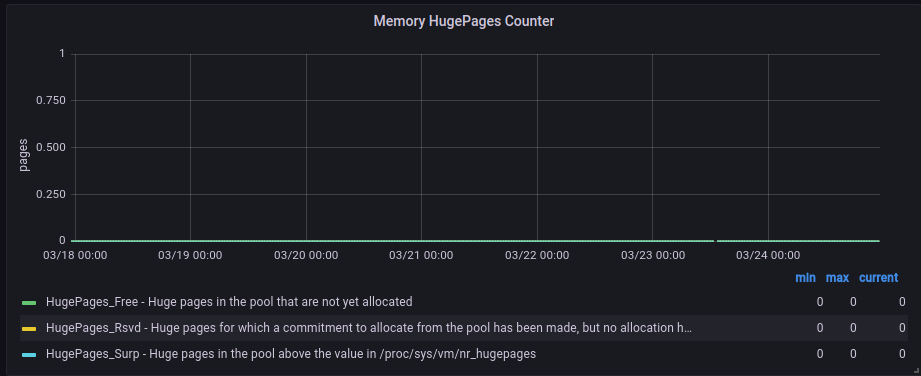 Memory HugePages Counter
1
0.750
0.500
0.250
0
pages
03/18 00:00 03/19 00:00 03/20 00:00 03/21 00:00 03/22 00:00 03/23 00:00 03/24 00:00
min max current
HugePages_Free - Huge pages in the pool that are not yet allocated 0 0 0
HugePages_Rsvd - Huge pages for which a commitment to allocate from the pool has been made, but no allocation h... 0 0 0
HugePages_Surp - Huge pages in the pool above the value in /proc/sys/vm/nr_hugepages 0 0 0